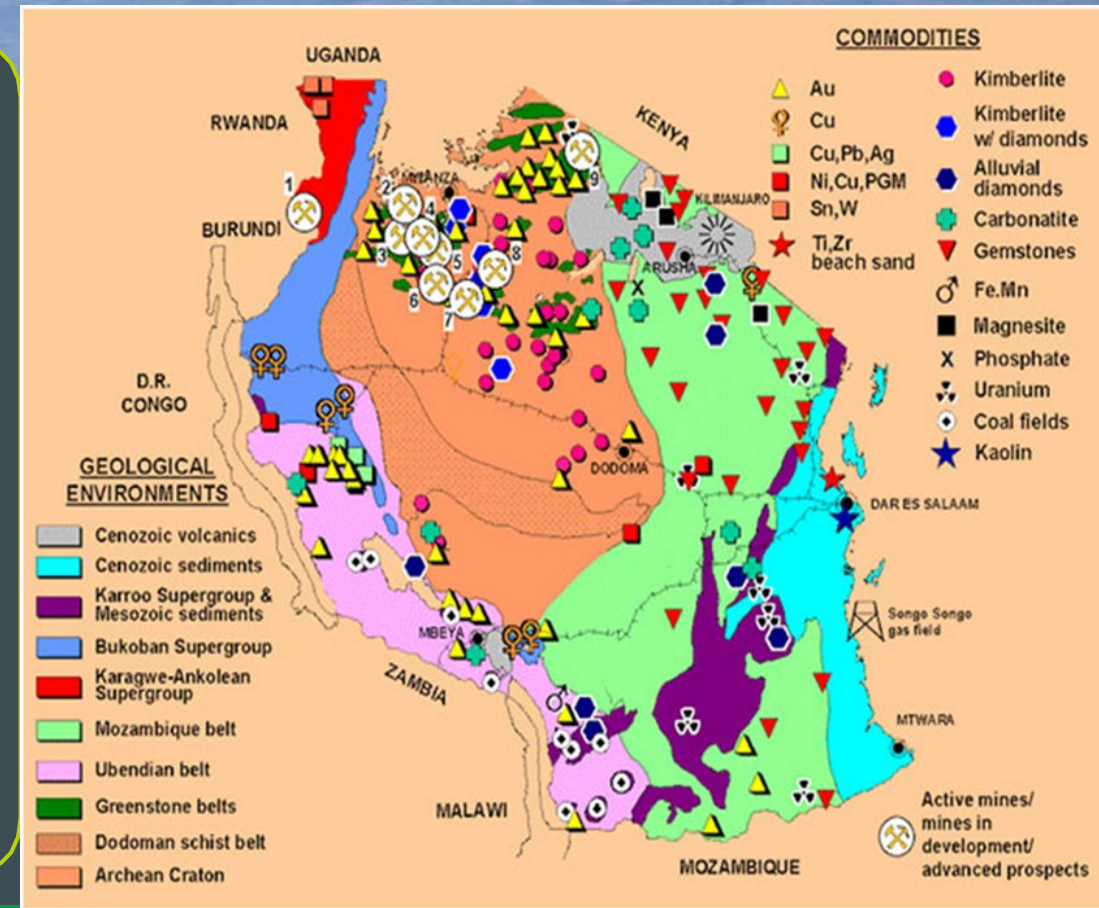 UGANDA
RWANDA
BURUNDI
KENYA
COMMODITIES
Au
Cu
Cu,Pb,Ag
Ni,Cu,PGM
Sn,W
Ti,Zr
beach sand
Kimberlite
Kimberlite
w/ diamonds
Alluvial
diamonds
Carbonatite
Gemstones
Fe.Mn
Magnesite
X Phosphate
Uranium
Coal fields
Kaolin
1
2
3
4
5
6
7
8
9
MWANZA
KILIMANJARO
ARUSHA
X
D.R.
CONGO
DODOMA
DAR ES SALAAM
GEOLOGICAL
ENVIRONMENTS
Cenozoic volcanics
Cenozoic sediments
Karroo Supergroup &
Mesozoic sediments
Bukoban Supergroup
Karagwe-Ankolean
Supergroup
Mozambique belt
Ubendian belt
Greenstone belts
Dodoman schist belt
Archean Craton
Songo Songo
gas field
MBEYA
ZAMBIA
MTWARA
MALAWI
MOZAMBIQUE
Active mines/
mines in
development/
advanced prospects